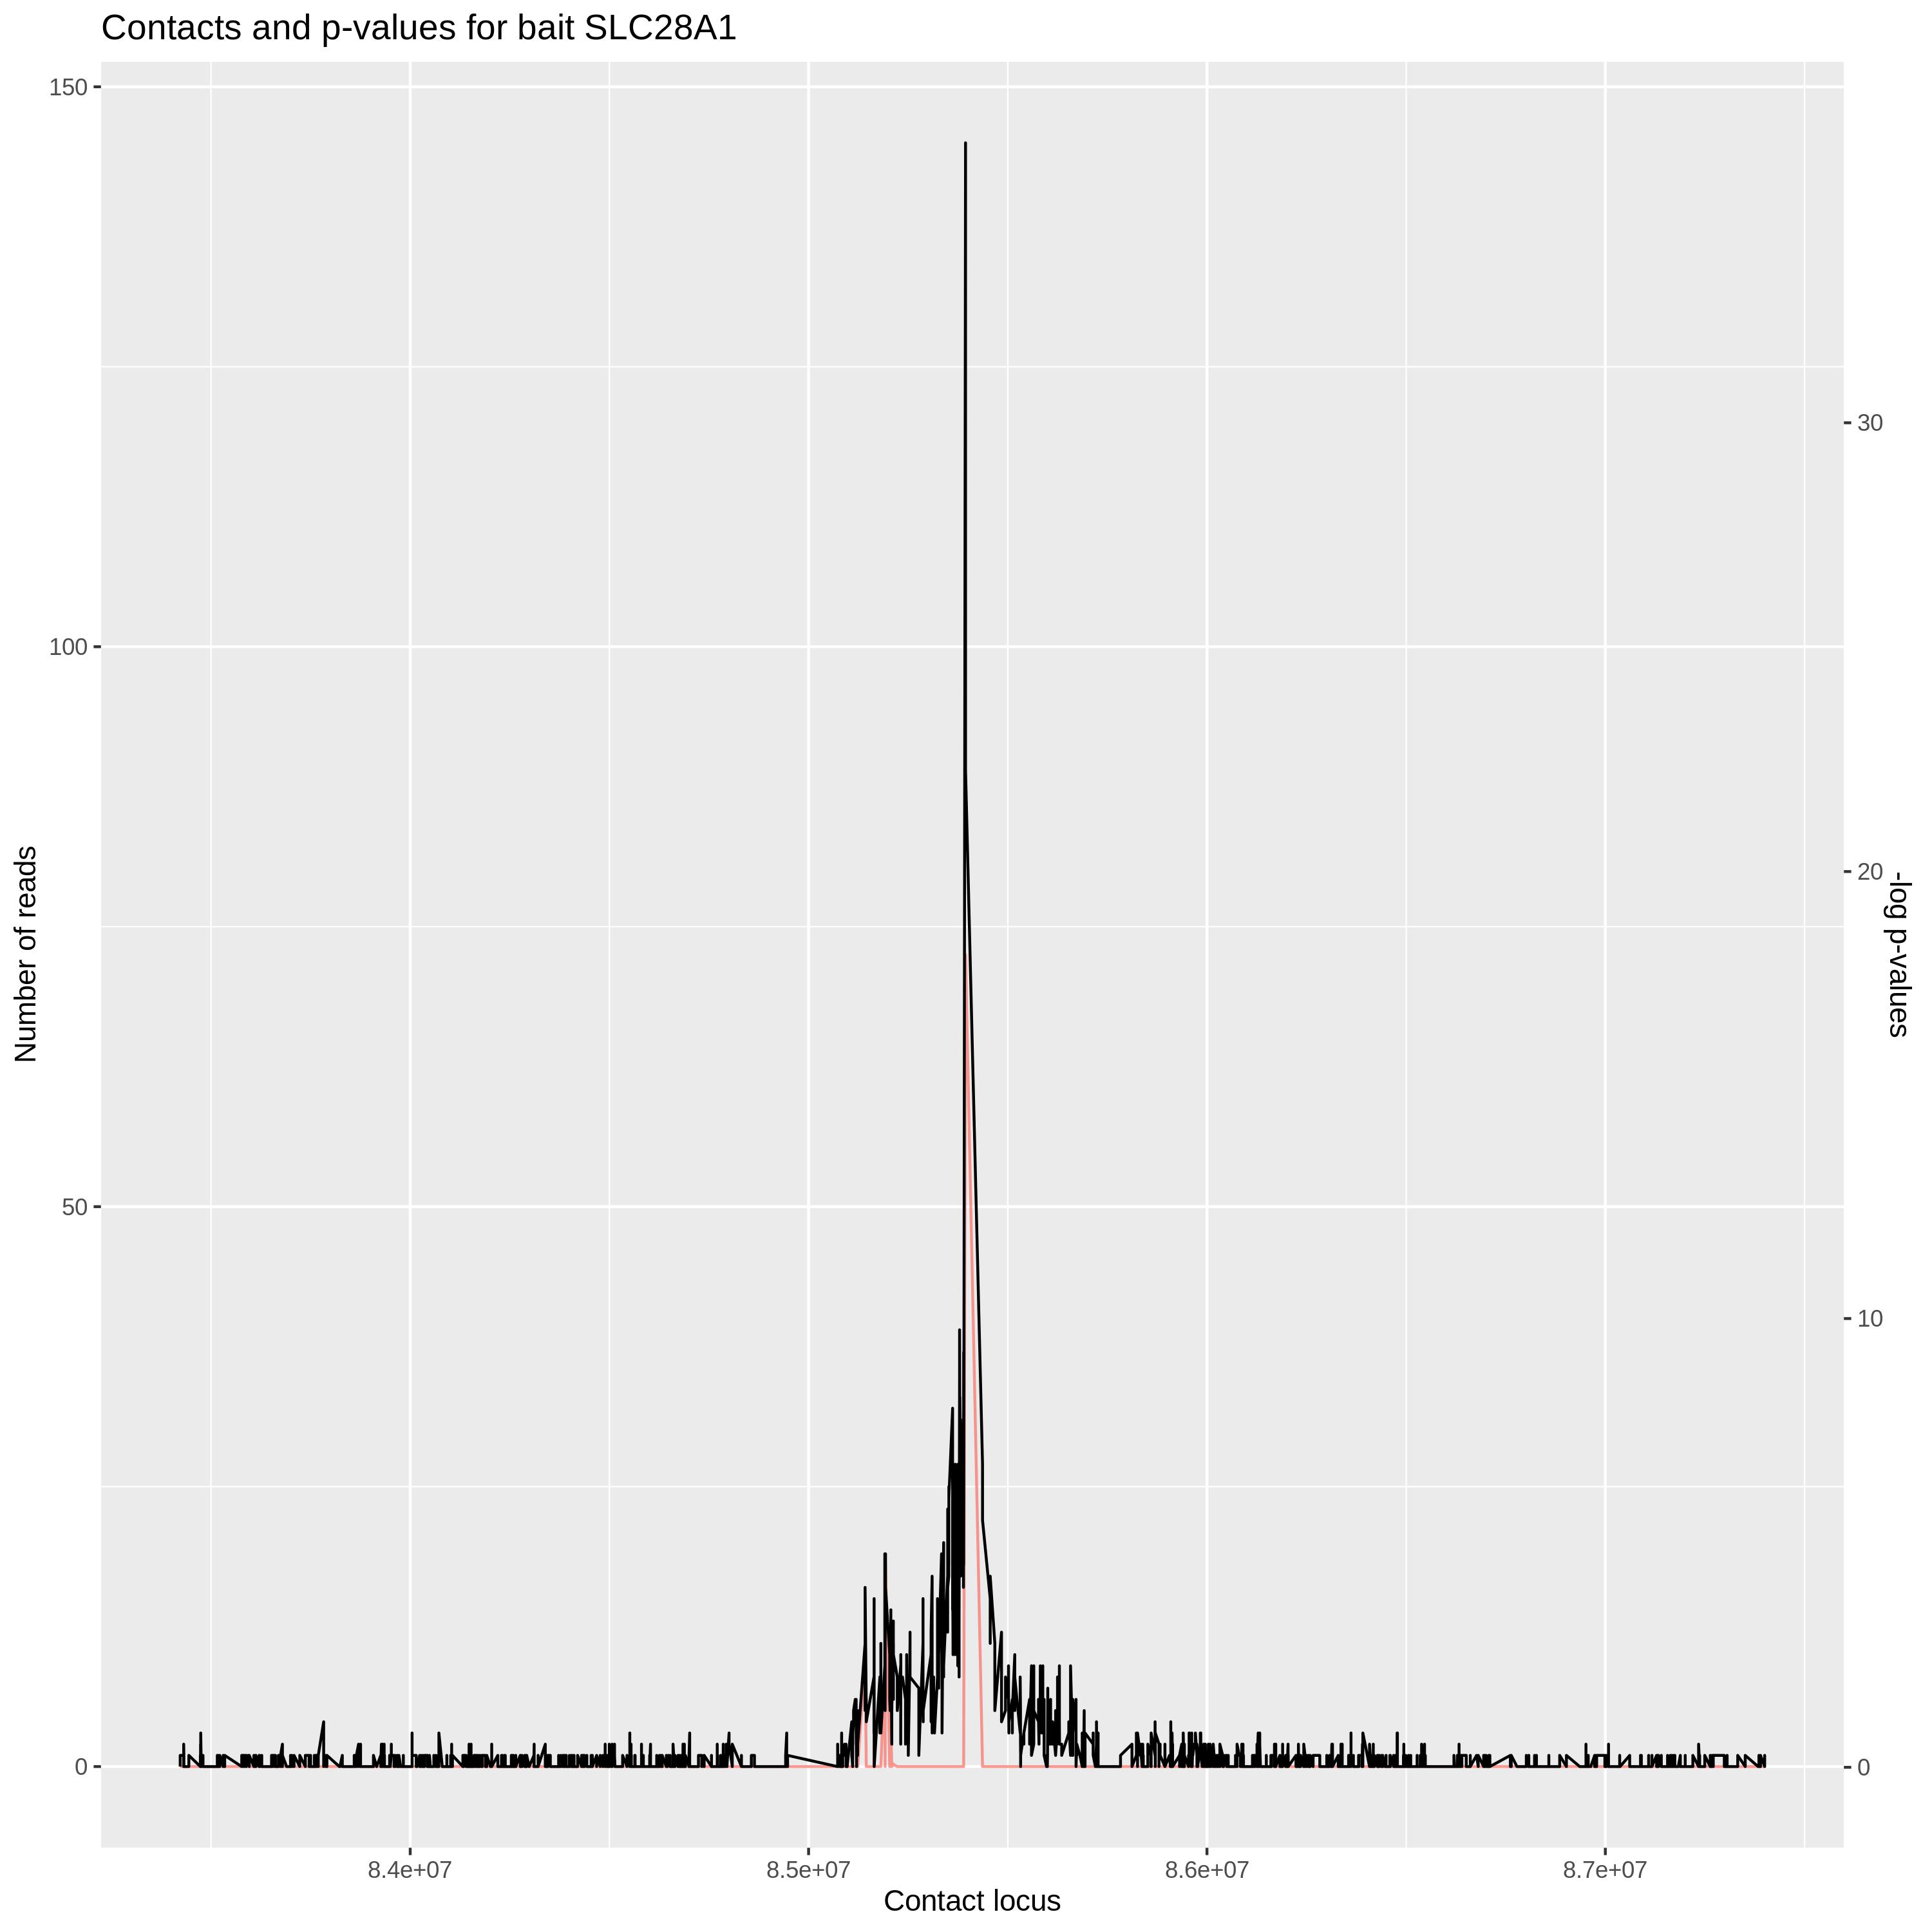 Contacts and p-values for bait SLC28A1
150
100
50
0
Number of reads
30
20
10
0
-log p-values
8.4e+07
8.5e+07
8.6e+07
8.7e+07
Contact locus